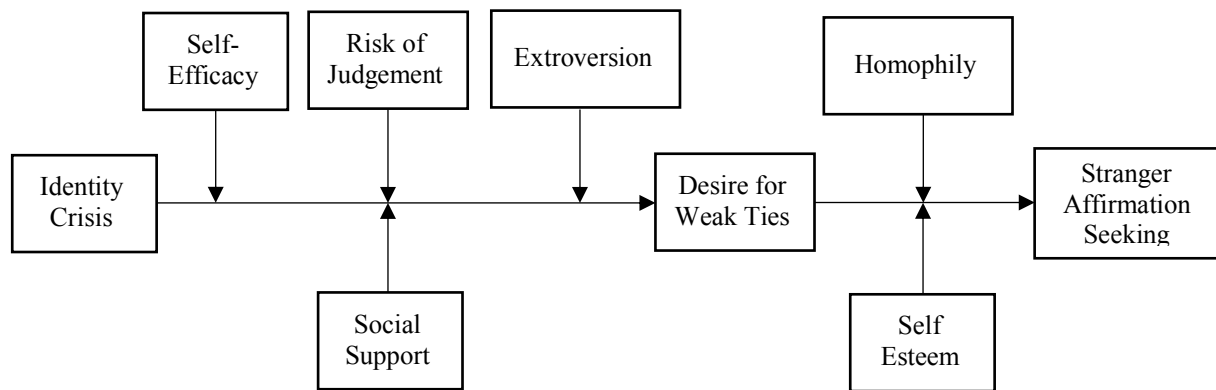 Self-
Efficacy
Risk of
Judgement
Extroversion
Homophily
Identity
Crisis
Desire for
Weak Ties
Stranger
Affirmation
Seeking
Social
Support
Self
Esteem